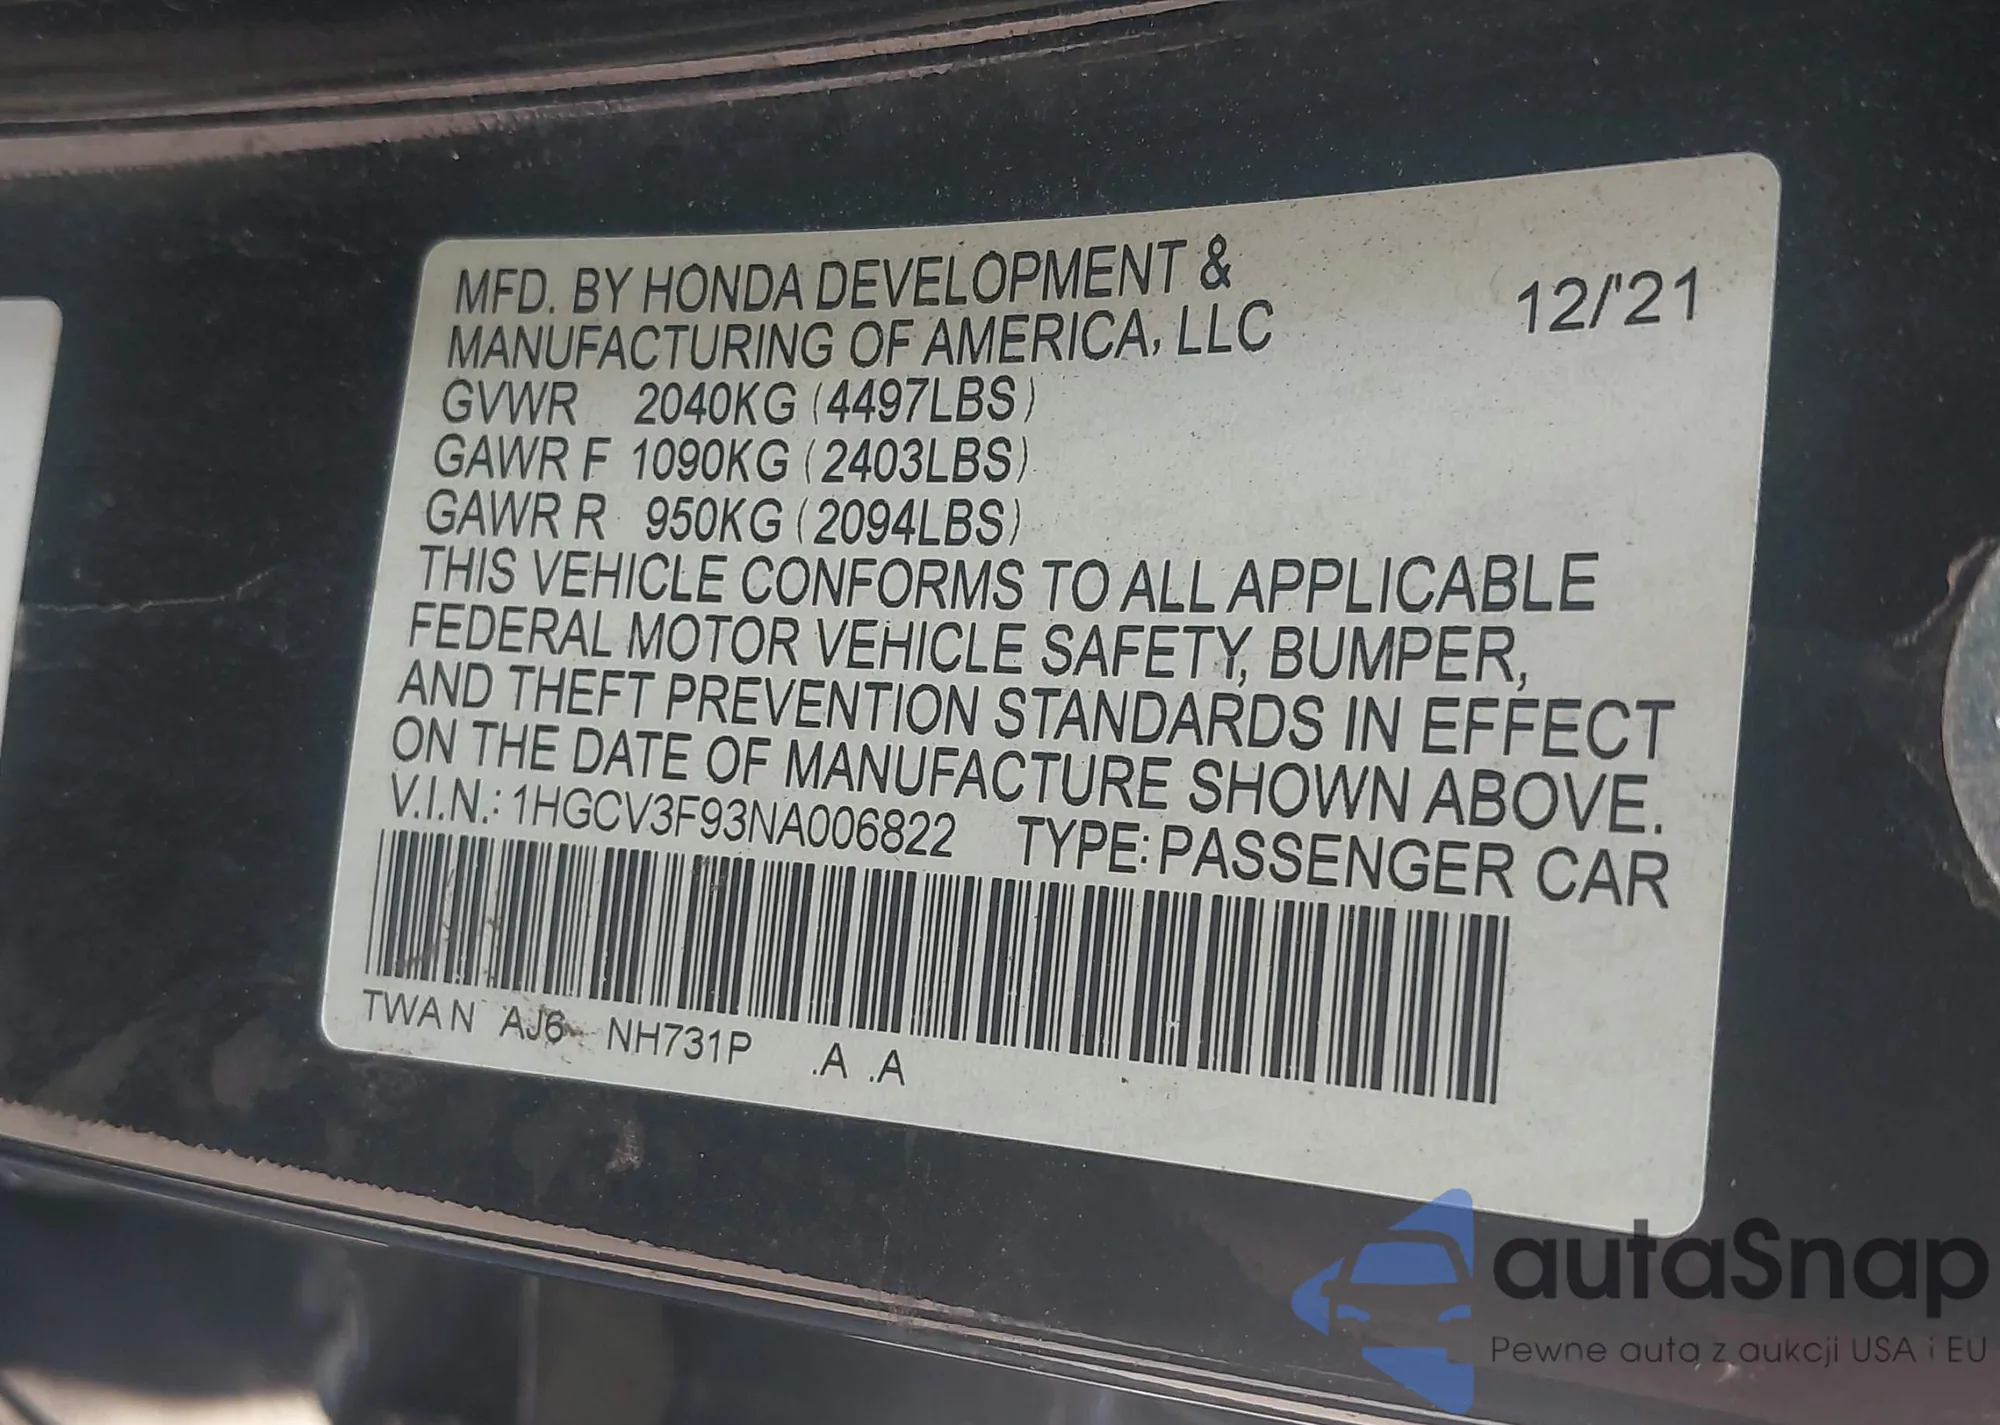 MFD. BY HONDA DEVELOPMENT &
MANUFACTURING OF AMERICA, LLC
12/'21
GVWR 2040KG (4497LBS)
GAWR F 1090KG (2403LBS)
GAWR R 950KG (2094LBS)
THIS VEHICLE CONFORMS TO ALL APPLICABLE
FEDERAL MOTOR VEHICLE SAFETY, BUMPER,
AND THEFT PREVENTION STANDARDS IN EFFECT
ON THE DATE OF MANUFACTURE SHOWN ABOVE.
V.I.N.: 1HGCV3F93NA006822 TYPE: PASSENGER CAR
TWAN AJ6 NH731P .A .A
autaSnap
Pewne auta z aukcji USA i EU